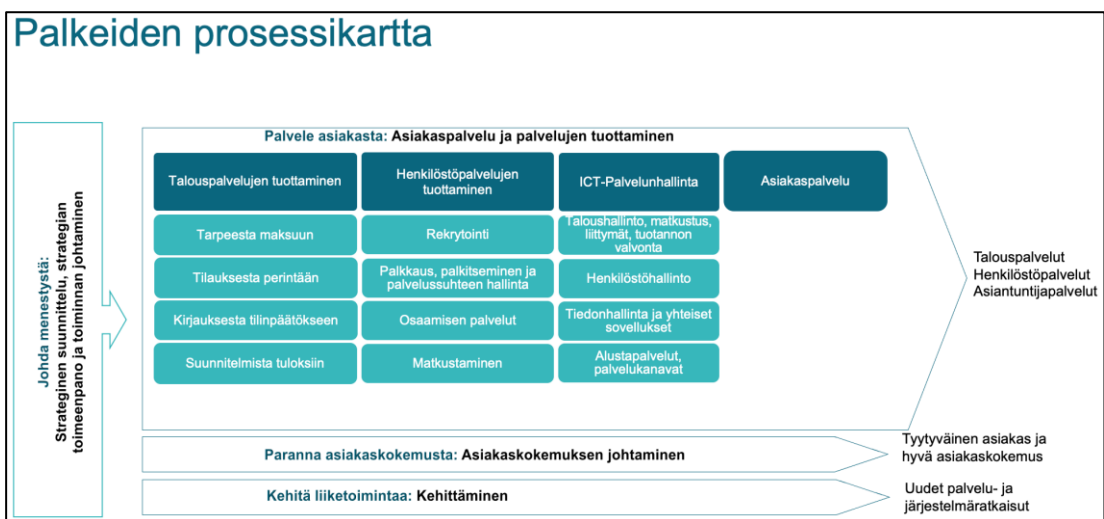 Palkeiden prosessikartta
Johda menestystä:
Strateginen suunnittelu, strategian
toimeenpano ja toiminnan johtaminen
Palvele asiakasta: Asiakaspalvelu ja palvelujen tuottaminen
Talouspalvelujen tuottaminen
Tarpeesta maksuun
Tilauksesta perintään
Kirjauksesta tilinpäätökseen
Suunnitelmista tuloksiin
Henkilöstöpalvelujen
tuottaminen
Rekrytointi
Palkkaus, palkitseminen ja
palvelussuhteen hallinta
Osaamisen palvelut
Matkustaminen
ICT-Palvelunhallinta
Taloushallinto, matkustus,
liittymät, tuotannon
valvonta
Henkilöstöhallinto
Tiedonhallinta ja yhteiset
sovellukset
Alustapalvelut,
palvelukanavat
Asiakaspalvelu
Talouspalvelut
Henkilöstöpalvelut
Asiantuntijapalvelut
Paranna asiakaskokemusta: Asiakaskokemuksen johtaminen
Tyytyväinen asiakas ja
hyvä asiakaskokemus
Kehitä liiketoimintaa: Kehittäminen
Uudet palvelu- ja
järjestelmäratkaisut